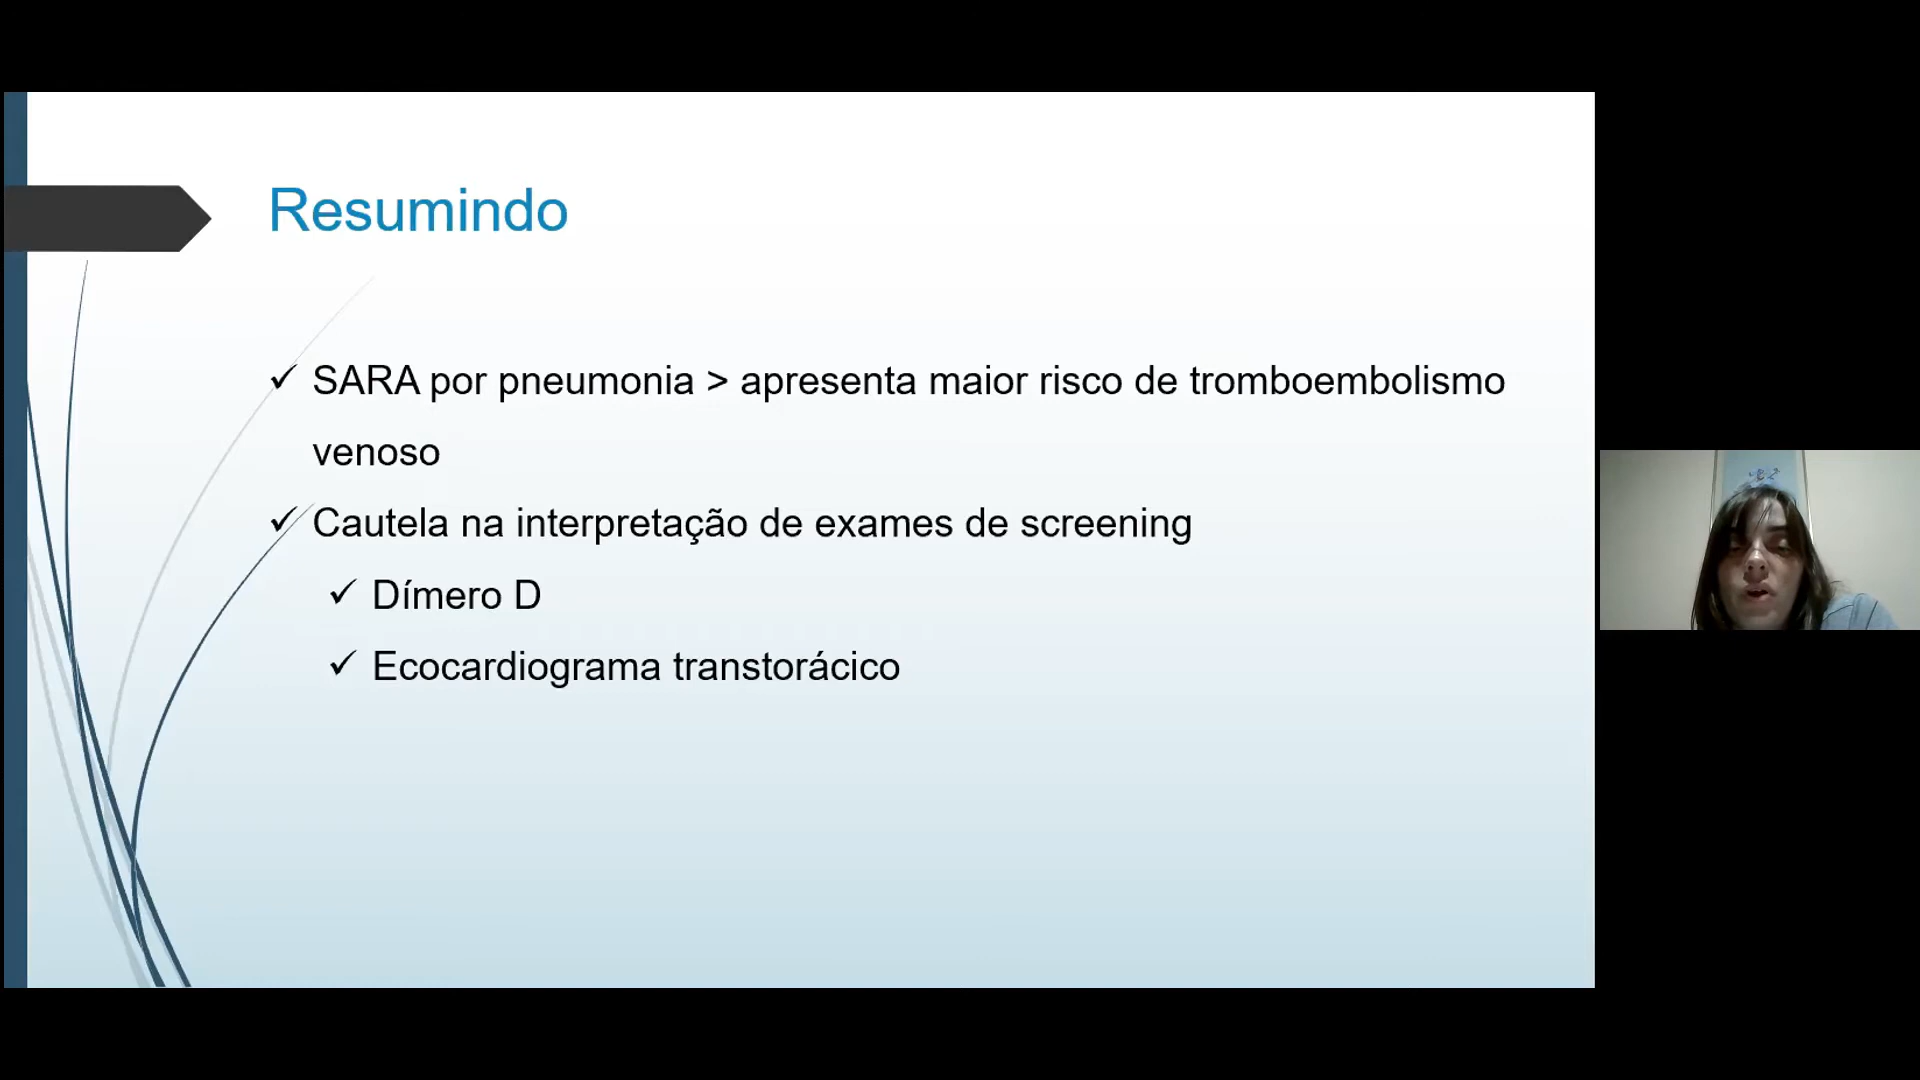 Resumindo
✓ SARA por pneumonia > apresenta maior risco de tromboembolismo
venoso
✓ Cautela na interpretação de exames de screening
✓ Dímero D
✓ Ecocardiograma transtorácico